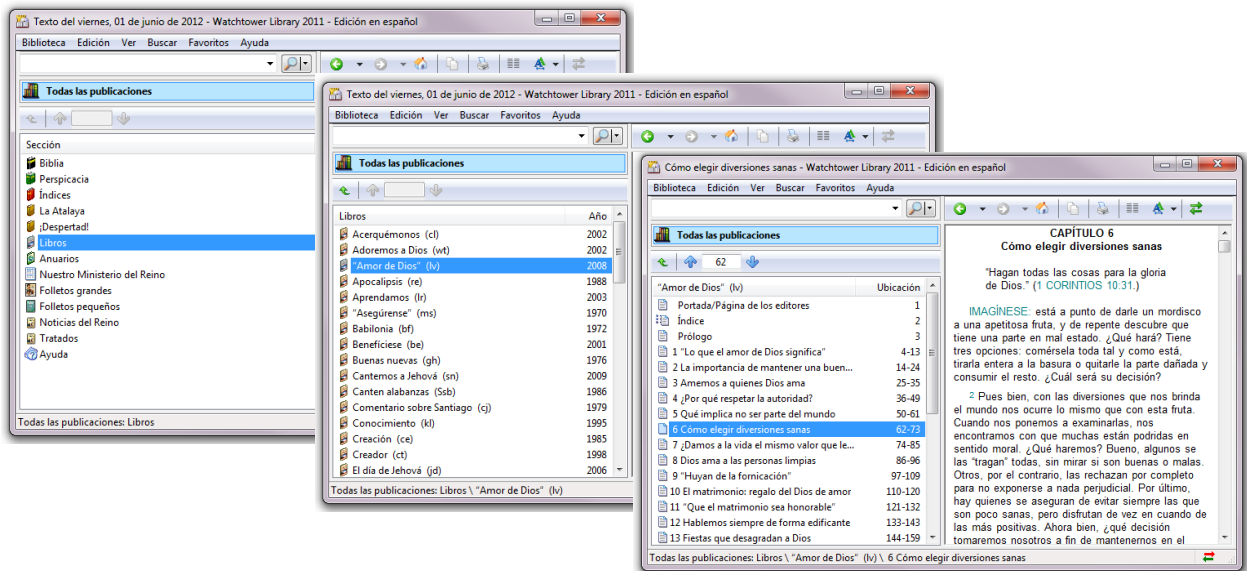 Texto del viernes, 01 de junio de 2012 - Watchtower Library 2011 - Edición en español
Biblioteca Edición Ver Buscar Favoritos Ayuda
Todas las publicaciones
Sección
Biblia
Perspicacia
Índices
La Atalaya
¡Despertad!
Libros
Anuarios
Nuestro Ministerio del Reino
Folletos grandes
Folletos pequeños
Noticias del Reino
Tratados
Ayuda
Todas las publicaciones: Libros
Texto del viernes, 01 de junio de 2012 - Watchtower Library 2011 - Edición en español
Biblioteca Edición Ver Buscar Favoritos Ayuda
Todas las publicaciones
Libros Año
Acerquémonos (cl) 2002
Adoremos a Dios (wt) 2002
"Amor de Dios" (lv) 2008
Apocalipsis (re) 1988
Aprendamos (lr) 2003
"Asegúrense" (ms) 1970
Babilonia (bf) 1972
Benefíciese (be) 2001
Buenas nuevas (gh) 1976
Cantemos a Jehová (sn) 2009
Canten alabanzas (Ssb) 1986
Comentario sobre Santiago (cj) 1979
Conocimiento (kl) 1995
Creación (ce) 1985
Creador (ct) 1998
El día de Jehová (jd) 2006
Todas las publicaciones: Libros \ "Amor de Dios" (lv)
Cómo elegir diversiones sanas - Watchtower Library 2011 - Edición en español
Biblioteca Edición Ver Buscar Favoritos Ayuda
Todas las publicaciones
62
"Amor de Dios" (lv) Ubicación
Portada/Página de los editores 1
Índice 2
Prólogo 3
1 "Lo que el amor de Dios significa" 4-13
2 La importancia de mantener una buen... 14-24
3 Amemos a quienes Dios ama 25-35
4 ¿Por qué respetar la autoridad? 36-49
5 Qué implica no ser parte del mundo 50-61
6 Cómo elegir diversiones sanas 62-73
7 ¿Damos a la vida el mismo valor que le... 74-85
8 Dios ama a las personas limpias 86-96
9 "Huyan de la fornicación" 97-109
10 El matrimonio: regalo del Dios de amor 110-120
11 "Que el matrimonio sea honorable" 121-132
12 Hablemos siempre de forma edificante 133-143
13 Fiestas que desagradan a Dios 144-159
CAPÍTULO 6
Cómo elegir diversiones sanas
"Hagan todas las cosas para la gloria
de Dios." (1 CORINTIOS 10:31.)
IMAGÍNESE: está a punto de darle un mordisco
a una apetitosa fruta, y de repente descubre que
tiene una parte en mal estado. ¿Qué hará? Tiene
tres opciones: comérsela toda tal y como está,
tirarla entera a la basura o quitarle la parte dañada y
consumir el resto. ¿Cuál será su decisión?
2 Pues bien, con las diversiones que nos brinda
el mundo nos ocurre lo mismo que con esta fruta.
Cuando nos ponemos a examinarlas, nos
encontramos con que muchas están podridas en
sentido moral. ¿Qué haremos? Bueno, algunos se
las "tragan" todas, sin mirar si son buenas o malas.
Otros, por el contrario, las rechazan por completo
para no exponerse a nada perjudicial. Por último,
hay quienes se aseguran de evitar siempre las que
son poco sanas, pero disfrutan de vez en cuando de
las más positivas. Ahora bien, ¿qué decisión
tomaremos nosotros a fin de mantenernos en el
Todas las publicaciones: Libros \ "Amor de Dios" (lv) \ 6 Cómo elegir diversiones sanas